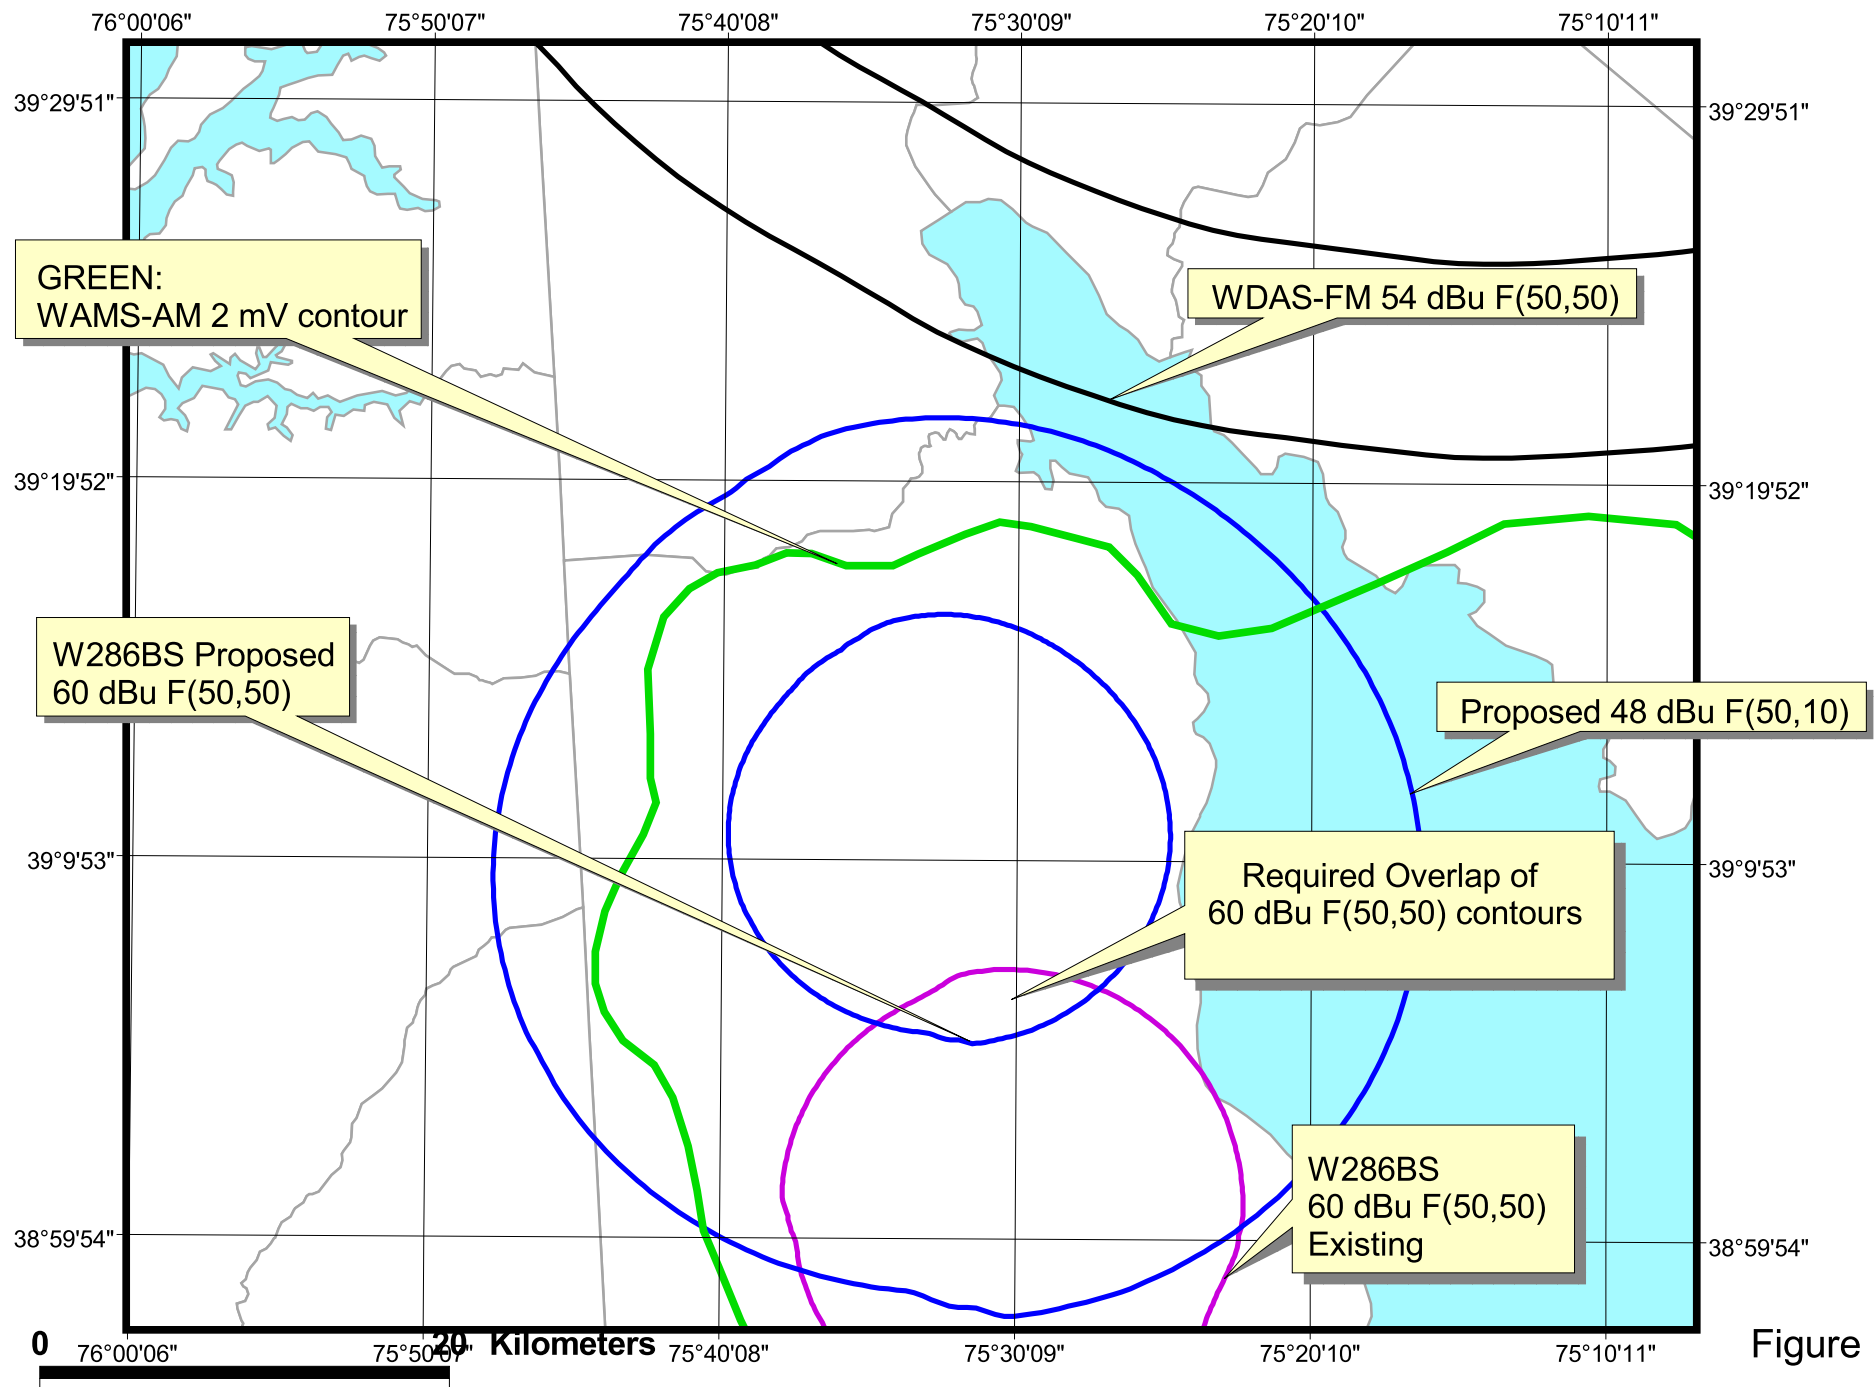 76°00'06" 75°50'07" 75°40'08" 75°30'09" 75°20'10" 75°10'11"
39°29'51" 39°29'51"
GREEN:
WAMS-AM 2 mV contour
WDAS-FM 54 dBu F(50,50)
39°19'52" 39°19'52"
W286BS Proposed
60 dBu F(50,50)
Proposed 48 dBu F(50,10)
39°9'53" 39°9'53"
Required Overlap of
60 dBu F(50,50) contours
W286BS
60 dBu F(50,50)
Existing
38°59'54" 38°59'54"
0 20 Kilometers
76°00'06" 75°50'07" 75°40'08" 75°30'09" 75°20'10" 75°10'11"
Figure